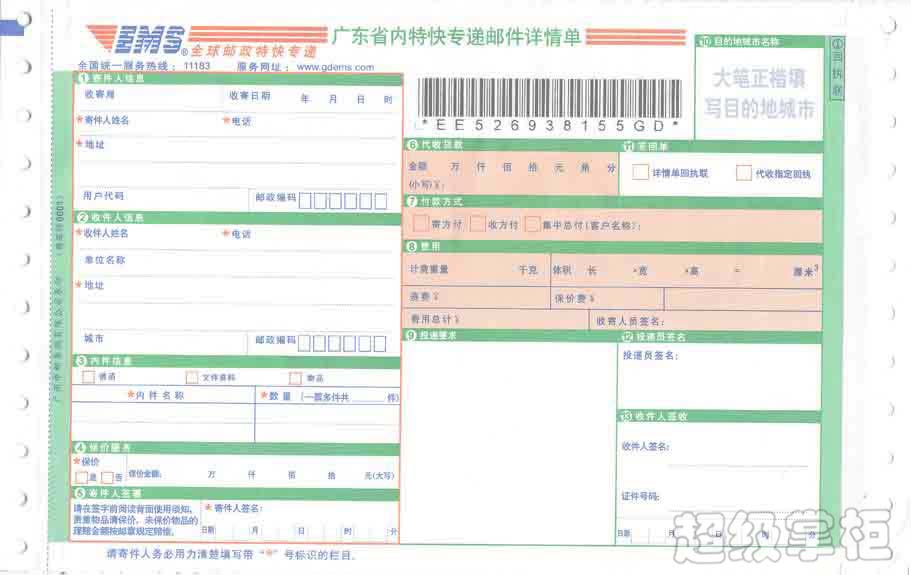 EMS® 全球邮政特快专递
广东省内特快专递邮件详情单
全国统一服务热线：11183 服务网址：www.gdems.com
⑩ 目的地城市名称
大笔正楷填
写目的地城市
① 回执联
*EE526938155GD*
① 寄件人信息
收寄局 收寄日期 年 月 日 时
*寄件人姓名 *电话
*地址
用户代码 邮政编码
② 收件人信息
*收件人姓名 *电话
单位名称
*地址
城市 邮政编码
③ 内件信息
信函 文件资料 物品
*内件名称 *数量 (一票多件共 件)
④ 保价服务
*保价
是 否 保价金额： 万 仟 佰 拾 元(大写)
⑤ 寄件人签署
请在签字前阅读背面使用须知，
贵重物品请保价，未保价物品的
理赔金额按邮章规定赔偿。
*寄件人签名：
日期 月 日 时 分
⑥ 代收货款
金额 万 仟 佰 拾 元 角 分
(小写)¥：
⑪ 签回单
详情单回执联 代收指定回执
⑦ 付款方式
寄方付 收方付 集中总付(客户名称)：
⑧ 费用
计费重量 千克 体积 长 ×宽 ×高 = 厘米³
资费¥ 保价费¥
费用总计¥ 收寄人员签名：
⑨ 投递要求
⑫ 投递员签名
投递员签名：
⑬ 收件人签收
收件人签名：
证件号码：
日期 月 日 时 分
请寄件人务必用力清楚填写带“*”号标识的栏目。
超级掌柜